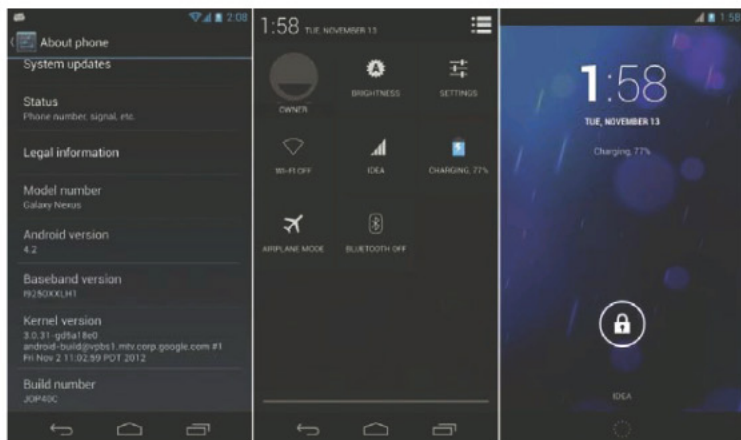 2:08
About phone
System updates
Status
Phone number, signal, etc.
Legal information
Model number
Galaxy Nexus
Android version
4.2
Baseband version
I9250XXLH1
Kernel version
3.0.31-gd5a18e0
android-build@vpbs1.mtv.corp.google.com #1
Fri Nov 2 11:02:59 PDT 2012
Build number
JOP40C
1:58 TUE, NOVEMBER 13
OWNER
BRIGHTNESS
SETTINGS
WI-FI OFF
IDEA
CHARGING, 77%
AIRPLANE MODE
BLUETOOTH OFF
1:58
1:58
TUE, NOVEMBER 13
Charging, 77%
IDEA